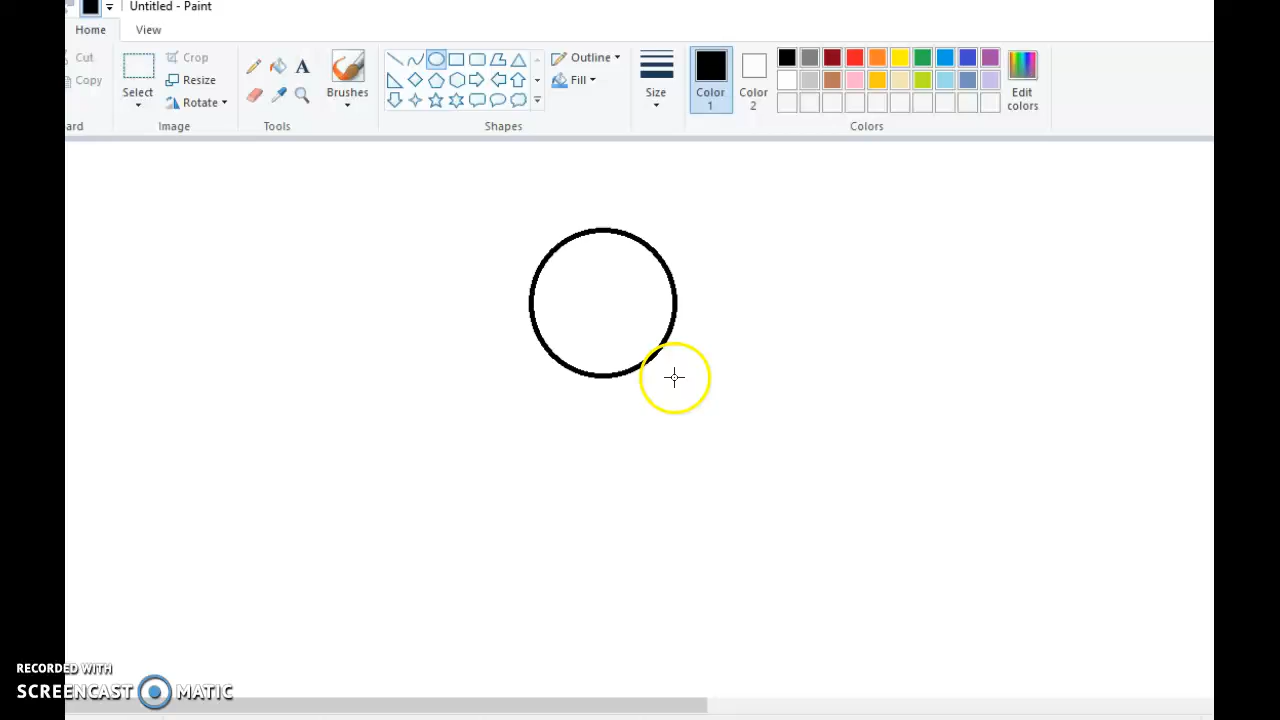 Untitled - Paint
Home View
Cut
Copy
ard
Select
Crop
Resize
Rotate
Image
Tools
Brushes
Shapes
Outline
Fill
Size
Color 1
Color 2
Edit colors
Colors
RECORDED WITH
SCREENCAST MATIC